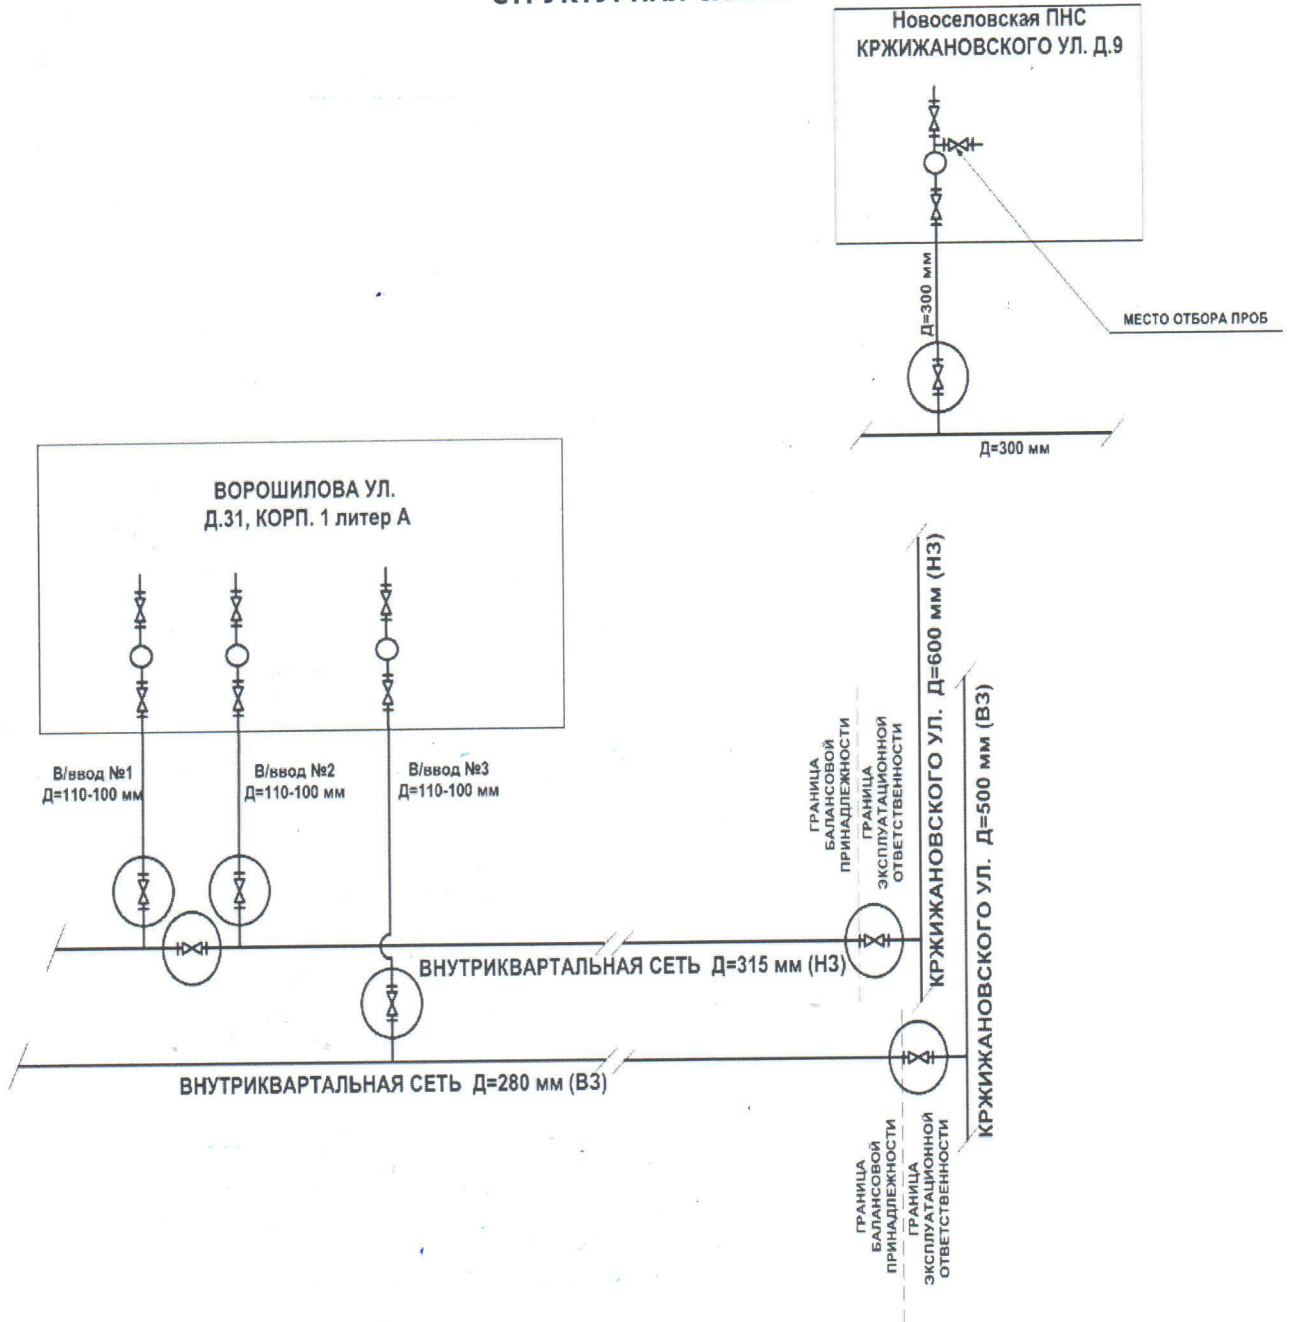 Новоселовская ПНС
КРЖИЖАНОВСКОГО УЛ. Д.9
Д=300 мм
МЕСТО ОТБОРА ПРОБ
Д=300 мм
ВОРОШИЛОВА УЛ.
Д.31, КОРП. 1 литер А
В/ввод №1
Д=110-100 мм
В/ввод №2
Д=110-100 мм
В/ввод №3
Д=110-100 мм
ГРАНИЦА
БАЛАНСОВОЙ
ПРИНАДЛЕЖНОСТИ
ГРАНИЦА
ЭКСПЛУАТАЦИОННОЙ
ОТВЕТСТВЕННОСТИ
КРЖИЖАНОВСКОГО УЛ. Д=600 мм (НЗ)
КРЖИЖАНОВСКОГО УЛ. Д=500 мм (ВЗ)
ВНУТРИКВАРТАЛЬНАЯ СЕТЬ Д=315 мм (НЗ)
ВНУТРИКВАРТАЛЬНАЯ СЕТЬ Д=280 мм (ВЗ)
ГРАНИЦА
БАЛАНСОВОЙ
ПРИНАДЛЕЖНОСТИ
ГРАНИЦА
ЭКСПЛУАТАЦИОННОЙ
ОТВЕТСТВЕННОСТИ